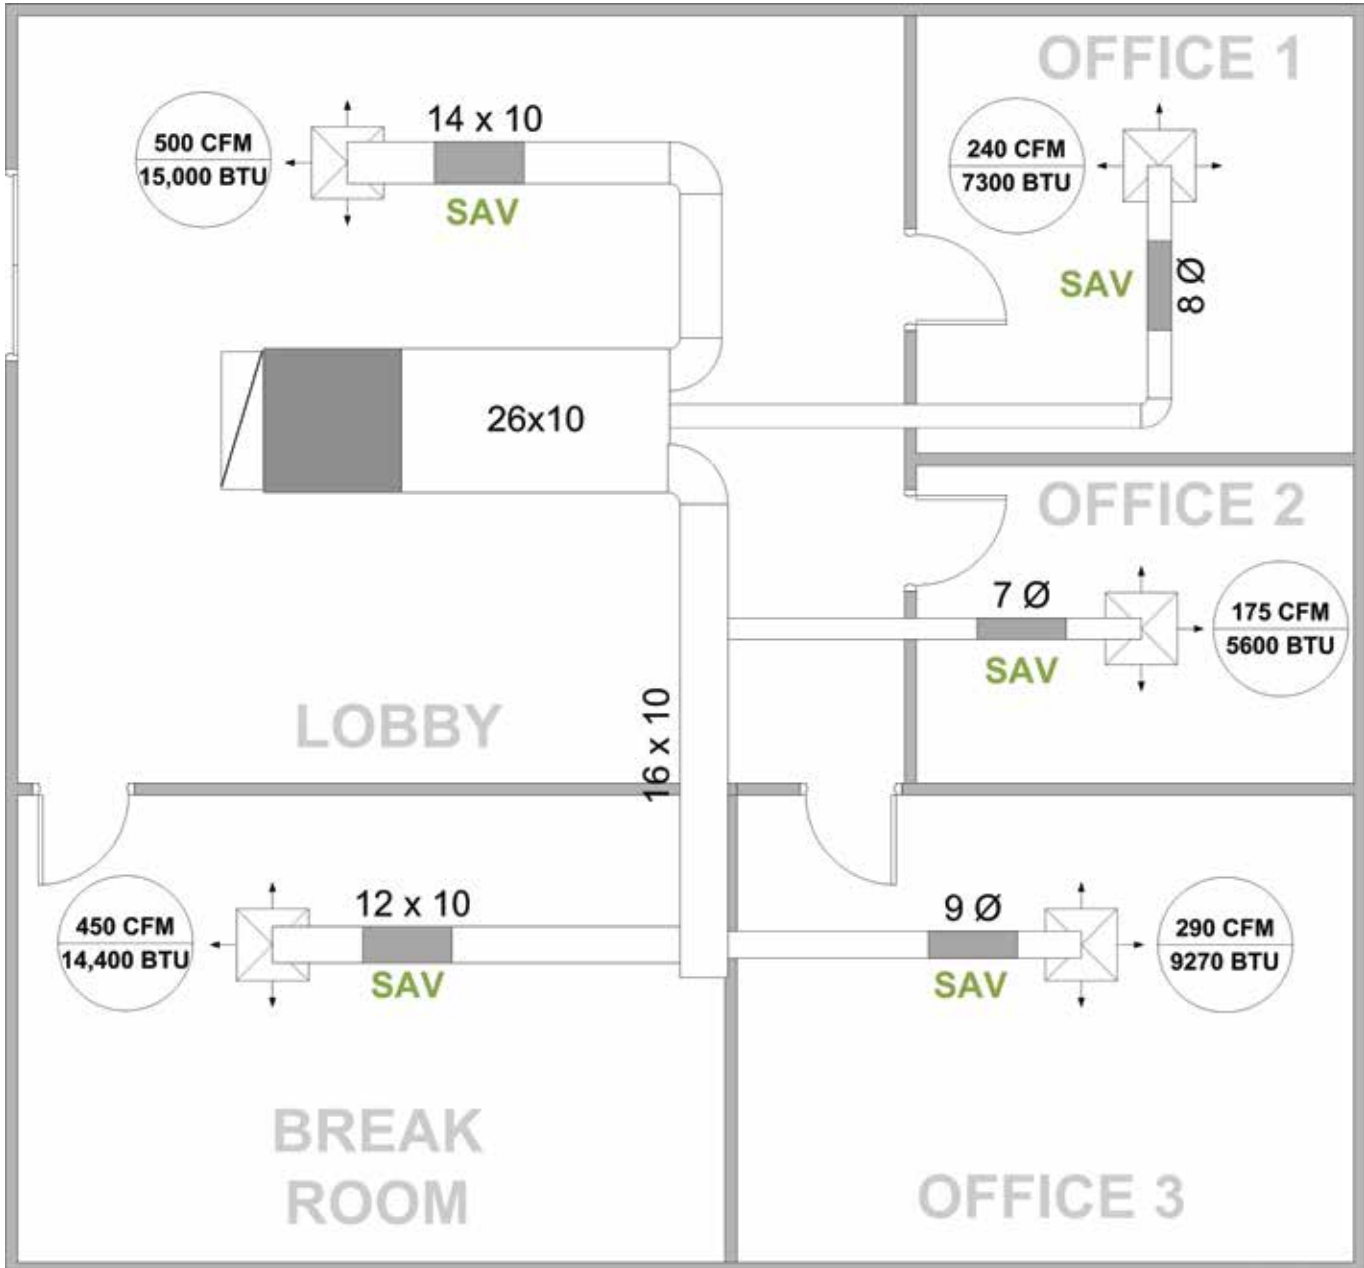 OFFICE 1
14 x 10
500 CFM
15,000 BTU
SAV
240 CFM
7300 BTU
SAV
8 Ø
26x10
OFFICE 2
7 Ø
175 CFM
5600 BTU
SAV
LOBBY
16 x 10
12 x 10
450 CFM
14,400 BTU
SAV
9 Ø
290 CFM
9270 BTU
SAV
BREAK
ROOM
OFFICE 3